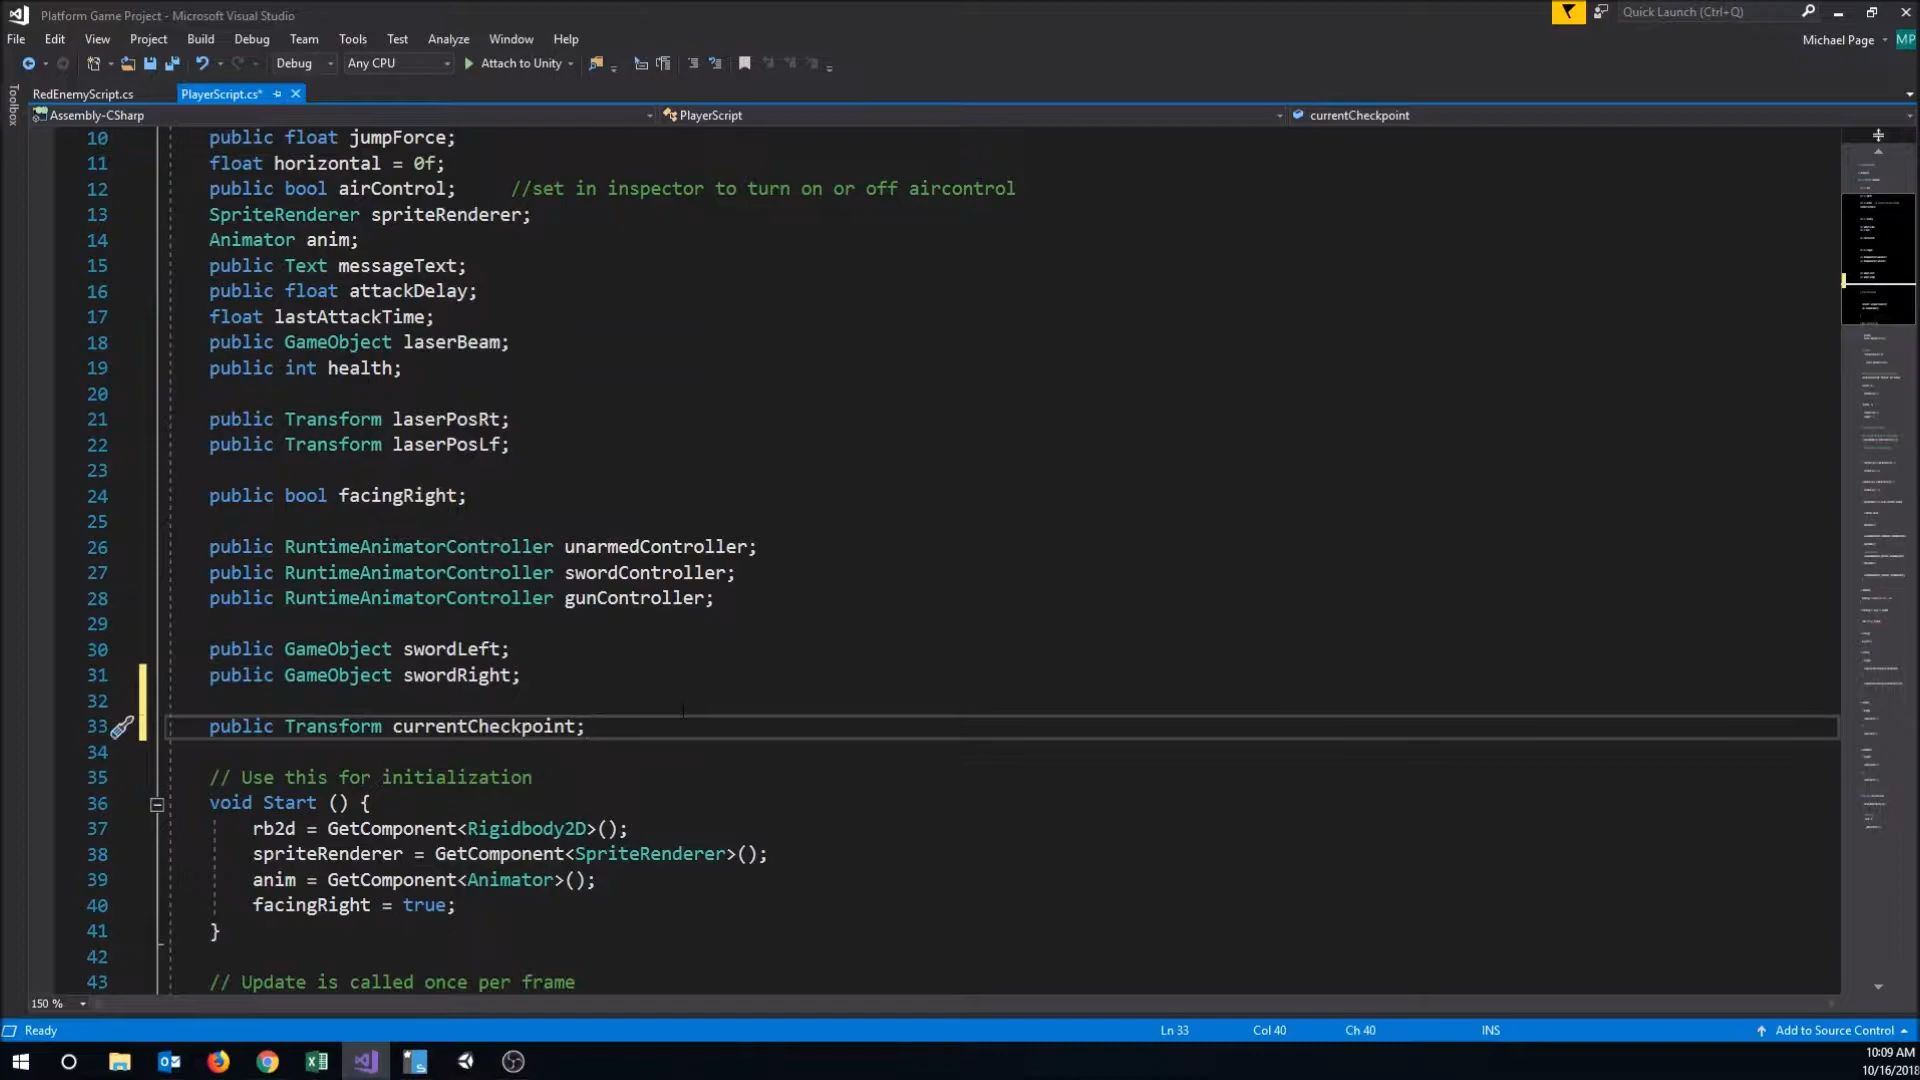 Platform Game Project - Microsoft Visual Studio
Quick Launch (Ctrl+Q)
File Edit View Project Build Debug Team Tools Test Analyze Window Help
Michael Page MP
Debug Any CPU Attach to Unity
Toolbox
RedEnemyScript.cs PlayerScript.cs*
Assembly-CSharp PlayerScript currentCheckpoint
10 public float jumpForce;
11 float horizontal = 0f;
12 public bool airControl; //set in inspector to turn on or off aircontrol
13 SpriteRenderer spriteRenderer;
14 Animator anim;
15 public Text messageText;
16 public float attackDelay;
17 float lastAttackTime;
18 public GameObject laserBeam;
19 public int health;
20
21 public Transform laserPosRt;
22 public Transform laserPosLf;
23
24 public bool facingRight;
25
26 public RuntimeAnimatorController unarmedController;
27 public RuntimeAnimatorController swordController;
28 public RuntimeAnimatorController gunController;
29
30 public GameObject swordLeft;
31 public GameObject swordRight;
32
33 public Transform currentCheckpoint;
34
35 // Use this for initialization
36 void Start () {
37 rb2d = GetComponent<Rigidbody2D>();
38 spriteRenderer = GetComponent<SpriteRenderer>();
39 anim = GetComponent<Animator>();
40 facingRight = true;
41 }
42
43 // Update is called once per frame
150 %
Ready Ln 33 Col 40 Ch 40 INS Add to Source Control
10:09 AM
10/16/2018